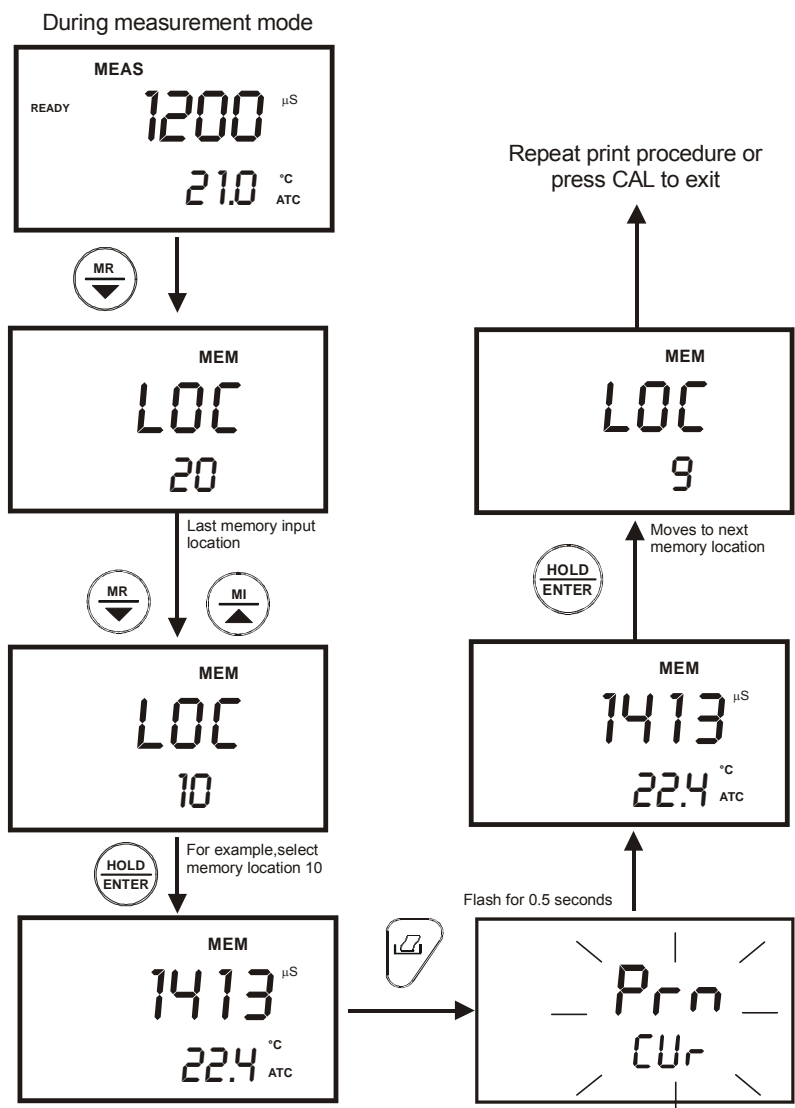 During measurement mode
MEAS
READY
1200 µS
21.0 °C
ATC
MR
MEM
LOC
20
Last memory input
location
MR
MI
MEM
LOC
10
HOLD
ENTER
For example,select
memory location 10
MEM
1413 µS
22.4 °C
ATC
Flash for 0.5 seconds
Prn
CUr
MEM
1413 µS
22.4 °C
ATC
HOLD
ENTER
Moves to next
memory location
MEM
LOC
9
Repeat print procedure or
press CAL to exit